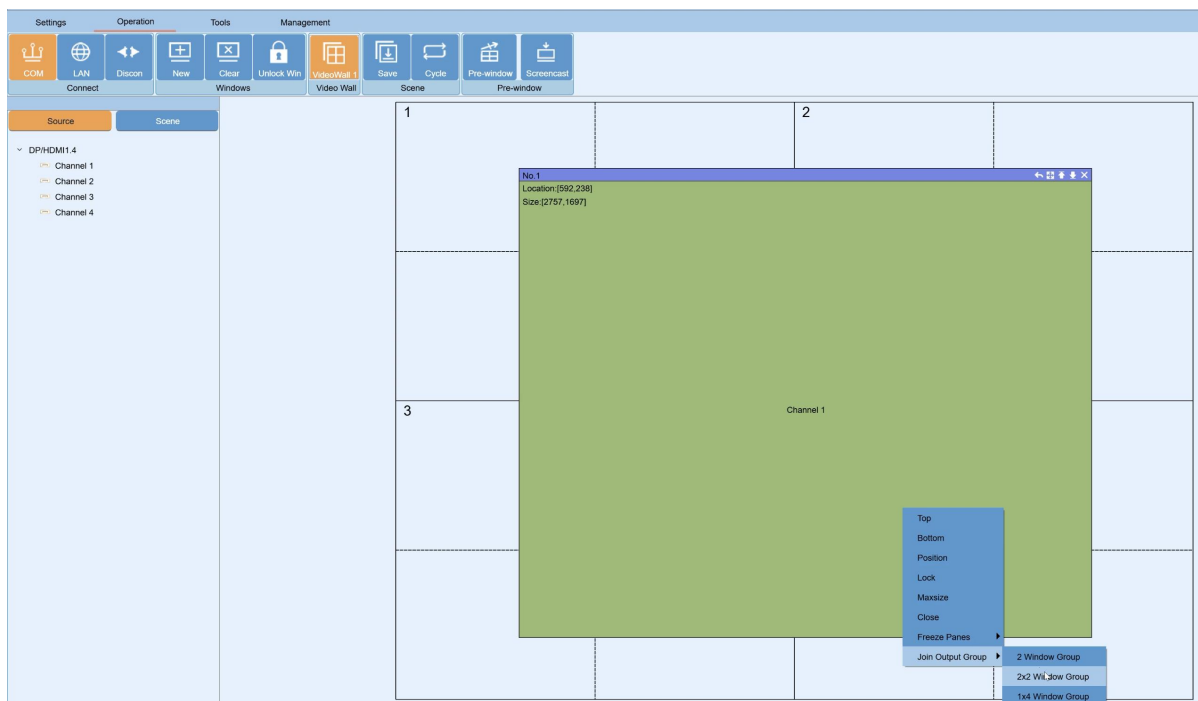 Settings Operation Tools Management
COM LAN Discon New Clear Unlock Win VideoWall 1 Save Cycle Pre-window Screencast
Connect Windows Video Wall Scene Pre-window
Source Scene
DP/HDMI1.4
Channel 1
Channel 2
Channel 3
Channel 4
1 2
No.1
Location:[592,238]
Size:[2757,1697]
3
Channel 1
Top
Bottom
Position
Lock
Maxsize
Close
Freeze Panes
Join Output Group
2 Window Group
2x2 Window Group
1x4 Window Group